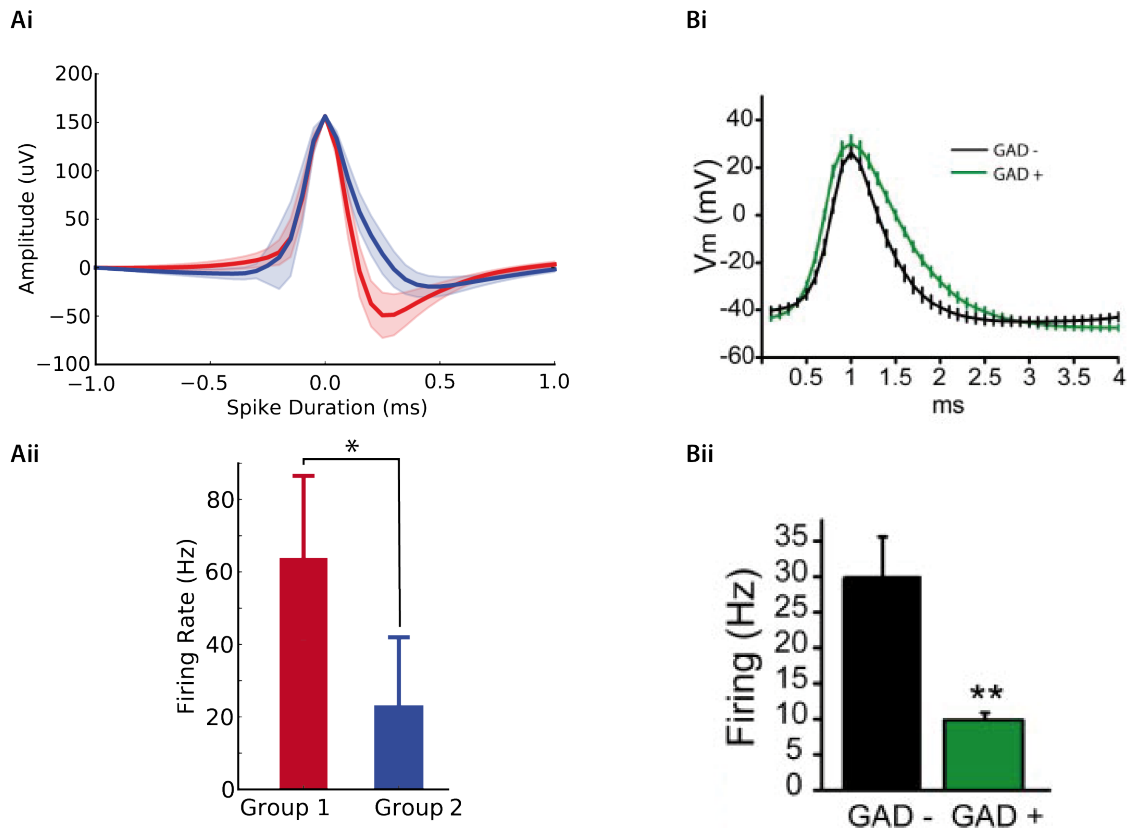 Ai
200
150
100
50
0
−50
−100
Amplitude (uV)
−1.0
−0.5
0.0
0.5
1.0
Spike Duration (ms)
Bi
40
20
0
-20
-40
-60
Vm (mV)
GAD -
GAD +
0.5
1
1.5
2
2.5
3
3.5
4
ms
Aii
*
80
60
40
20
0
Firing Rate (Hz)
Group 1
Group 2
Bii
35
30
25
20
15
10
5
0
Firing (Hz)
**
GAD -
GAD +